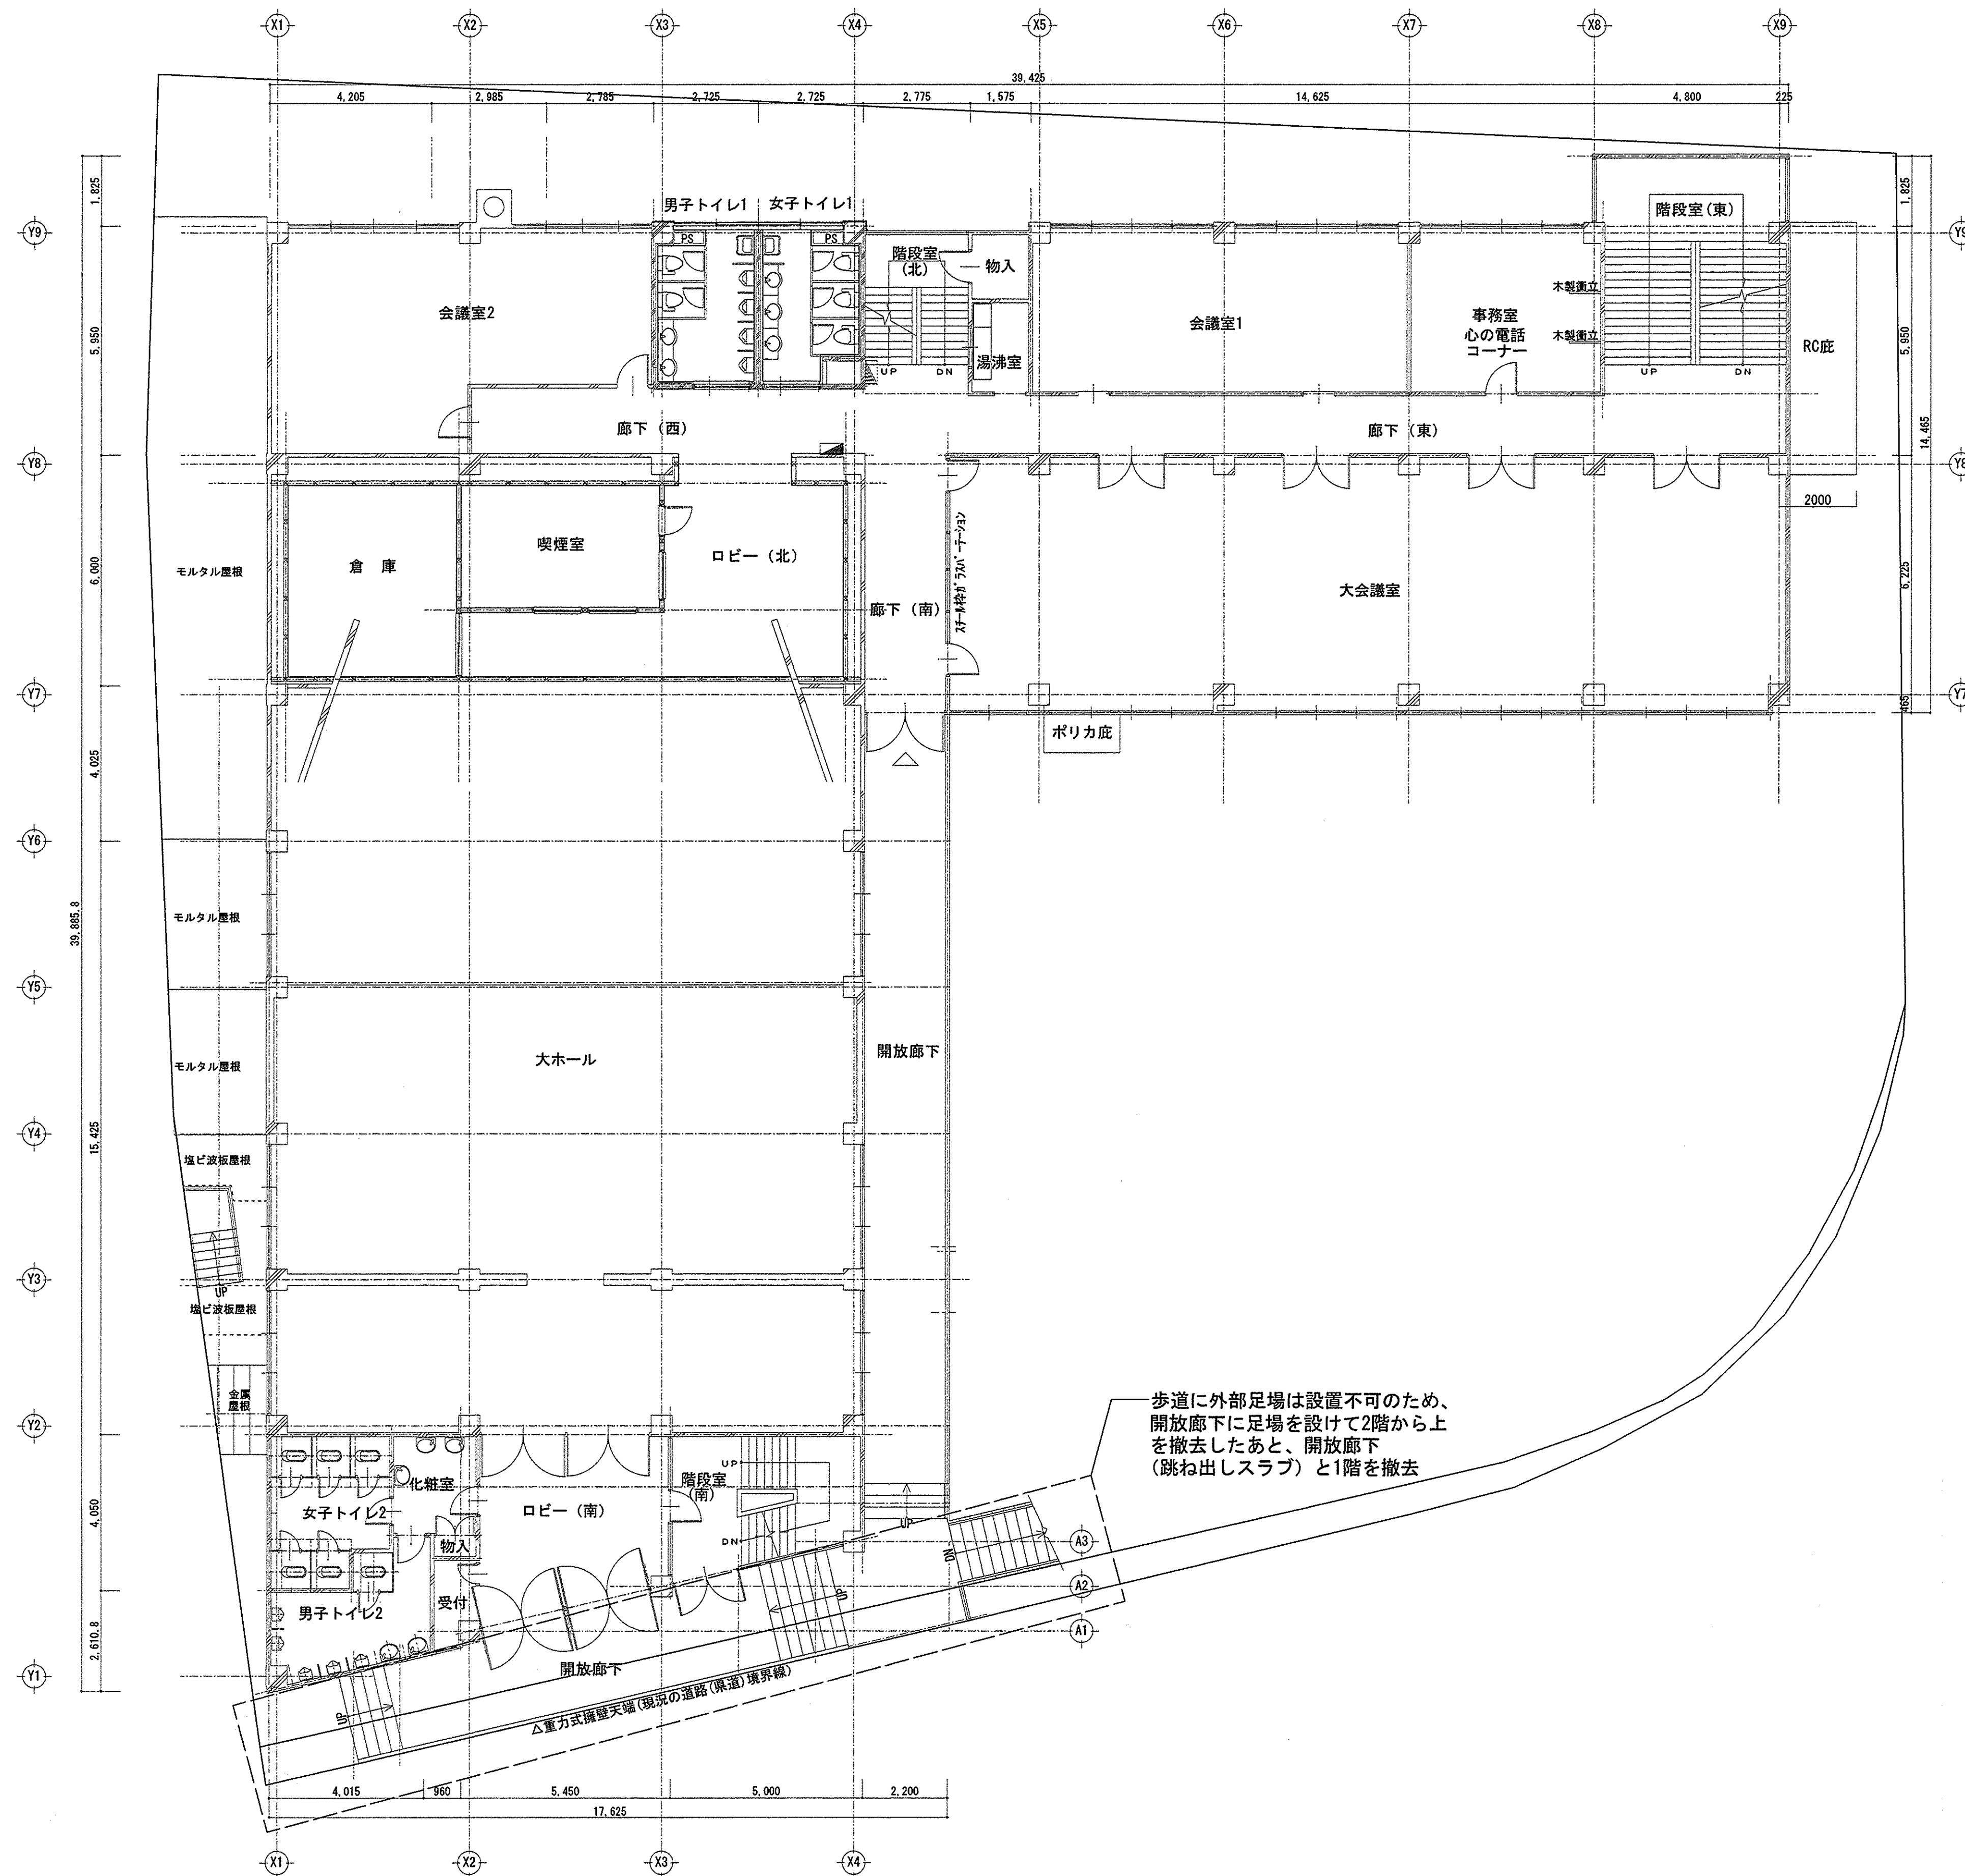 X1 X2 X3 X4 X5 X6 X7 X8 X9
39,425
4,205 2,985 2,785 2,725 2,725 2,775 1,575 14,625 4,800 225
1,825
1,825
男子トイレ1 女子トイレ1
階段室(東)
Y9
Y9
PS
PS
階段室
(北)
物入
会議室2
会議室1
事務室
心の電話
コーナー
木製衝立
木製衝立
RC庇
5,950
5,950
湯沸室
UP
DN
UP
DN
廊下(西)
廊下(東)
14,465
Y8
Y8
2000
倉 庫
喫煙室
ロビー(北)
廊下(南)
スチール枠ガラスパーテーション
大会議室
モルタル屋根
6,000
6,225
Y7
Y7
465
ポリカ庇
4,025
Y6
モルタル屋根
39,885.8
Y5
大ホール
開放廊下
モルタル屋根
Y4
15,425
塩ビ波板屋根
Y3
UP
塩ビ波板屋根
金属
屋根
Y2
歩道に外部足場は設置不可のため、
開放廊下に足場を設けて2階から上
を撤去したあと、開放廊下
(跳ね出しスラブ)と1階を撤去
化粧室
女子トイレ2
ロビー(南)
階段室
(南)
UP
DN
UP
DN
4,050
物入
A3
A2
A1
受付
男子トイレ2
UP
2,610.8
Y1
開放廊下
UP
△重力式擁壁天端(現況の道路(県道)境界線)
4,015 960 5,450 5,000 2,200
17,625
X1 X2 X3 X4